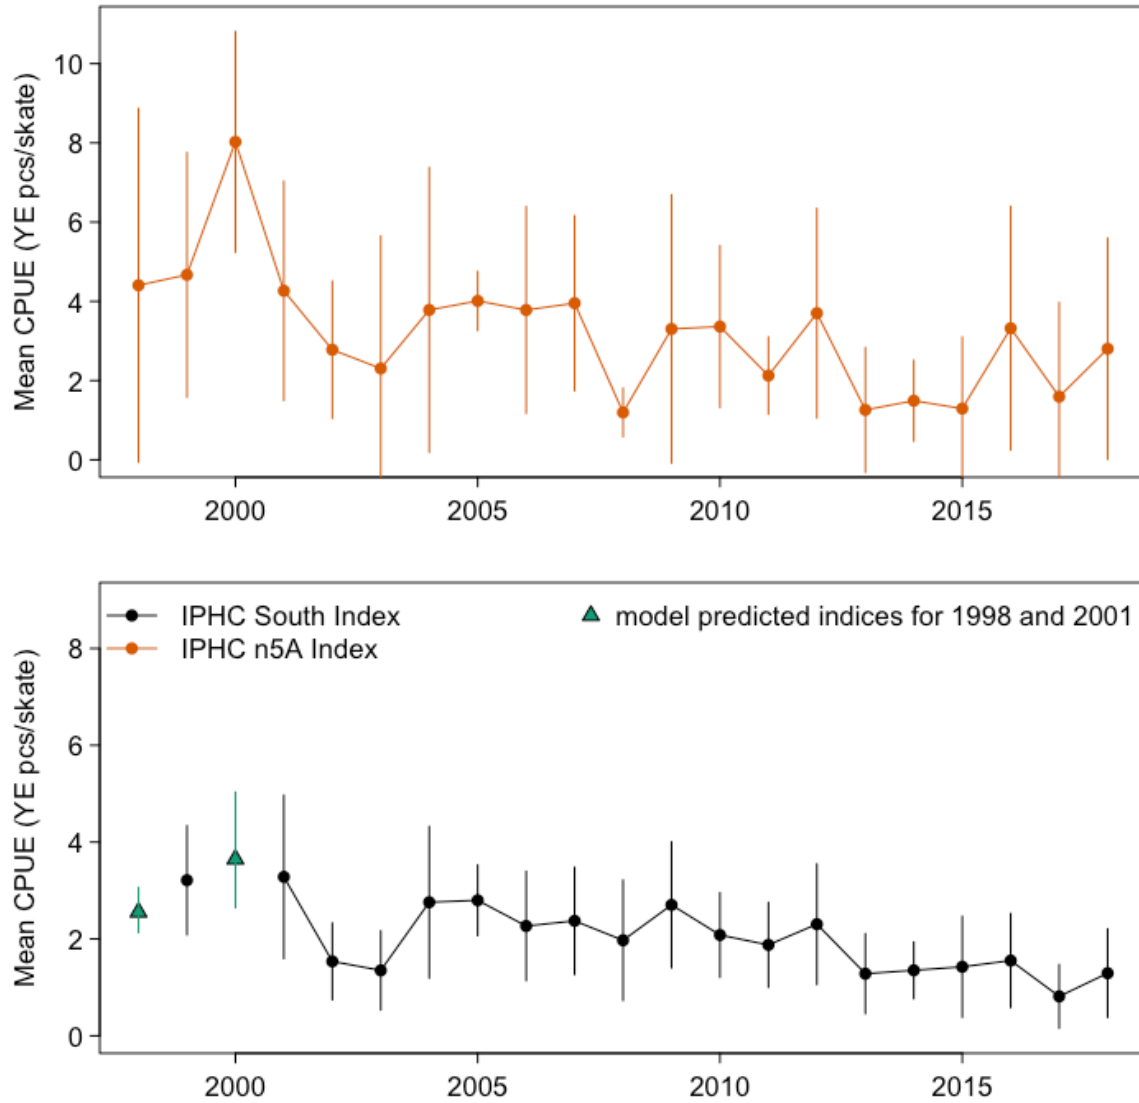 Mean CPUE (YE pcs/skate)
10
8
6
4
2
0
2000 2005 2010 2015
IPHC South Index
IPHC n5A Index
model predicted indices for 1998 and 2001
Mean CPUE (YE pcs/skate)
8
6
4
2
0
2000 2005 2010 2015